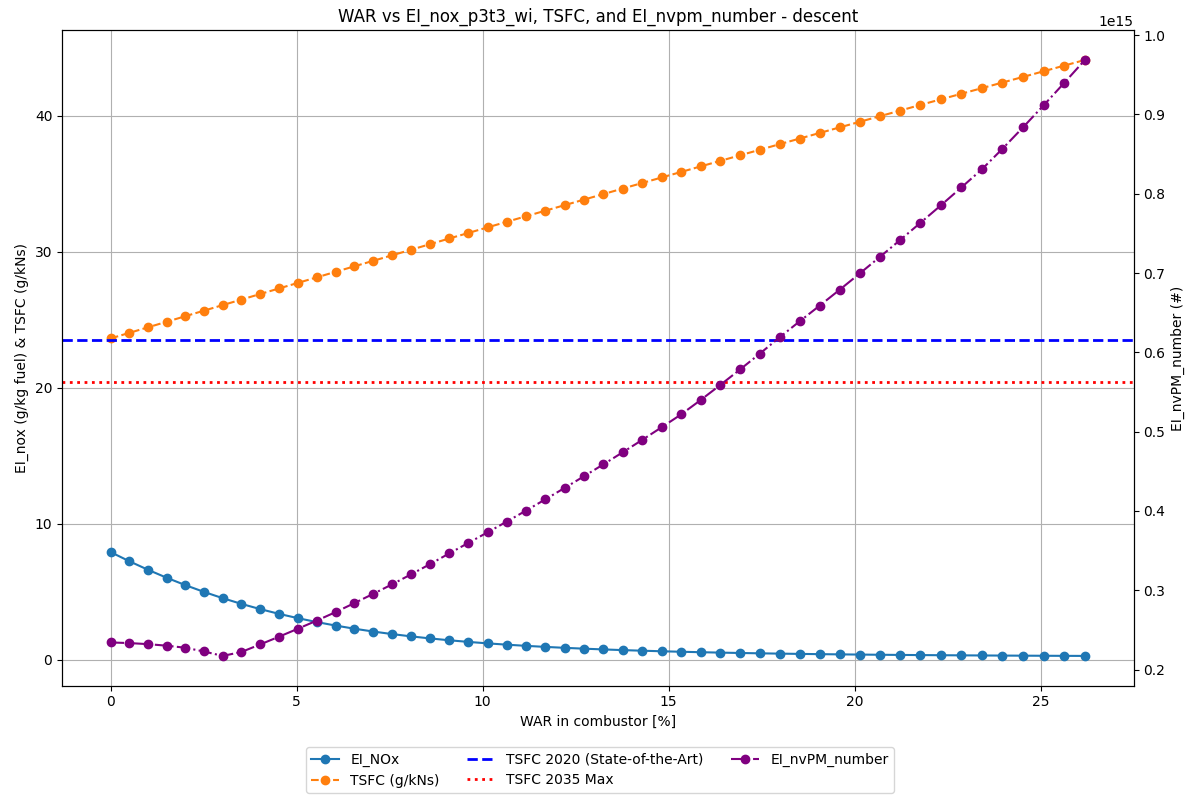 WAR vs EI_nox_p3t3_wi, TSFC, and EI_nvpm_number - descent
1e15
EI_nox (g/kg fuel) & TSFC (g/kNs)
40
30
20
10
0
1.0
0.9
0.8
0.7
0.6
0.5
0.4
0.3
0.2
EI_nvPM_number (#)
0 5 10 15 20 25
WAR in combustor [%]
EI_NOx
TSFC (g/kNs)
TSFC 2020 (State-of-the-Art)
TSFC 2035 Max
EI_nvPM_number